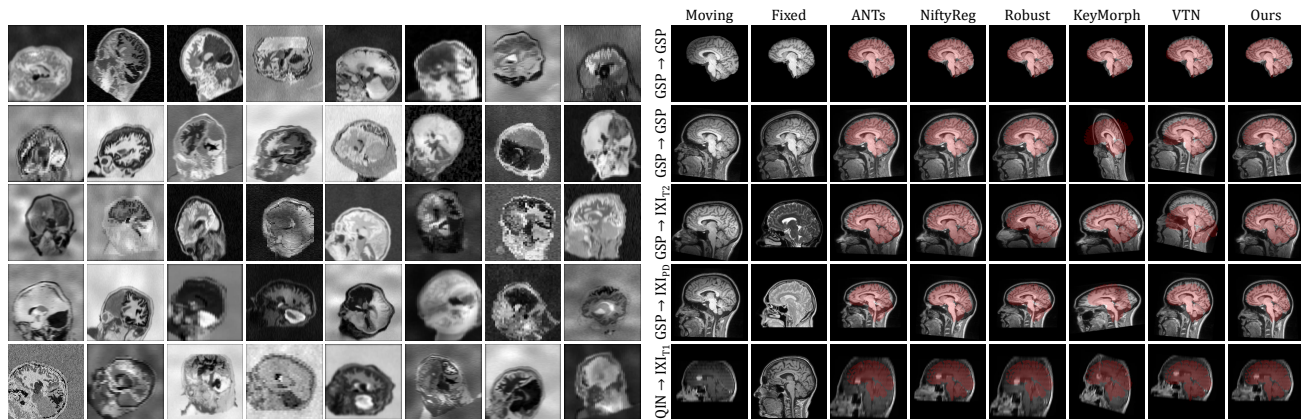 Moving Fixed ANTs NiftyReg Robust KeyMorph VTN Ours
GSP → GSP
GSP → GSP
GSP → IXI_T2
GSP → IXI_PD
QIN → IXI_T1